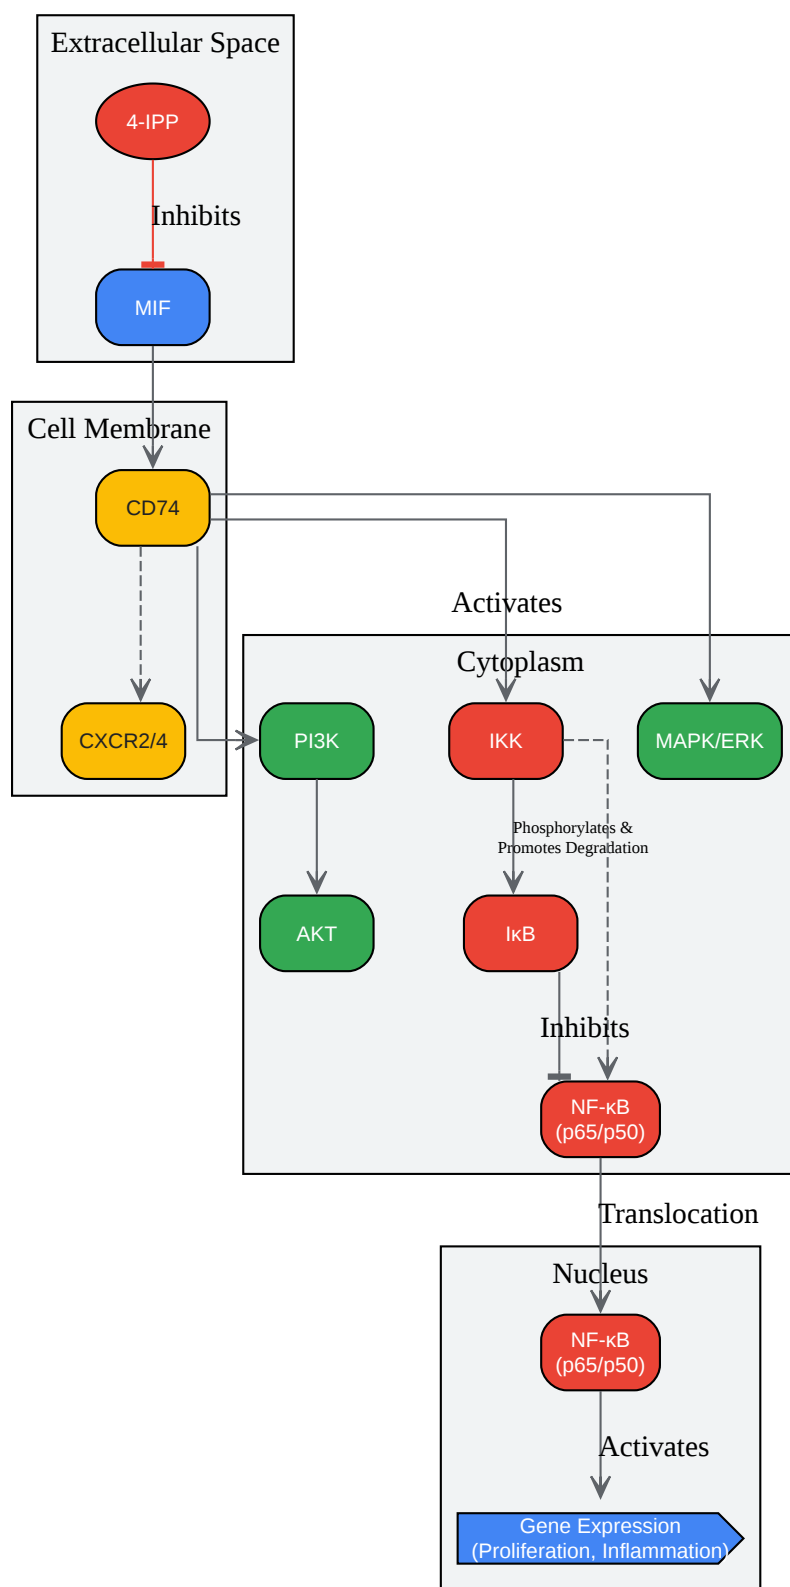 Extracellular Space
4-IPP
Inhibits
MIF
Cell Membrane
CD74
Activates
Cytoplasm
CXCR2/4
PI3K
IKK
MAPK/ERK
Phosphorylates &
Promotes Degradation
AKT
IκB
Inhibits
NF-κB
(p65/p50)
Translocation
Nucleus
NF-κB
(p65/p50)
Activates
Gene Expression
(Proliferation, Inflammation)